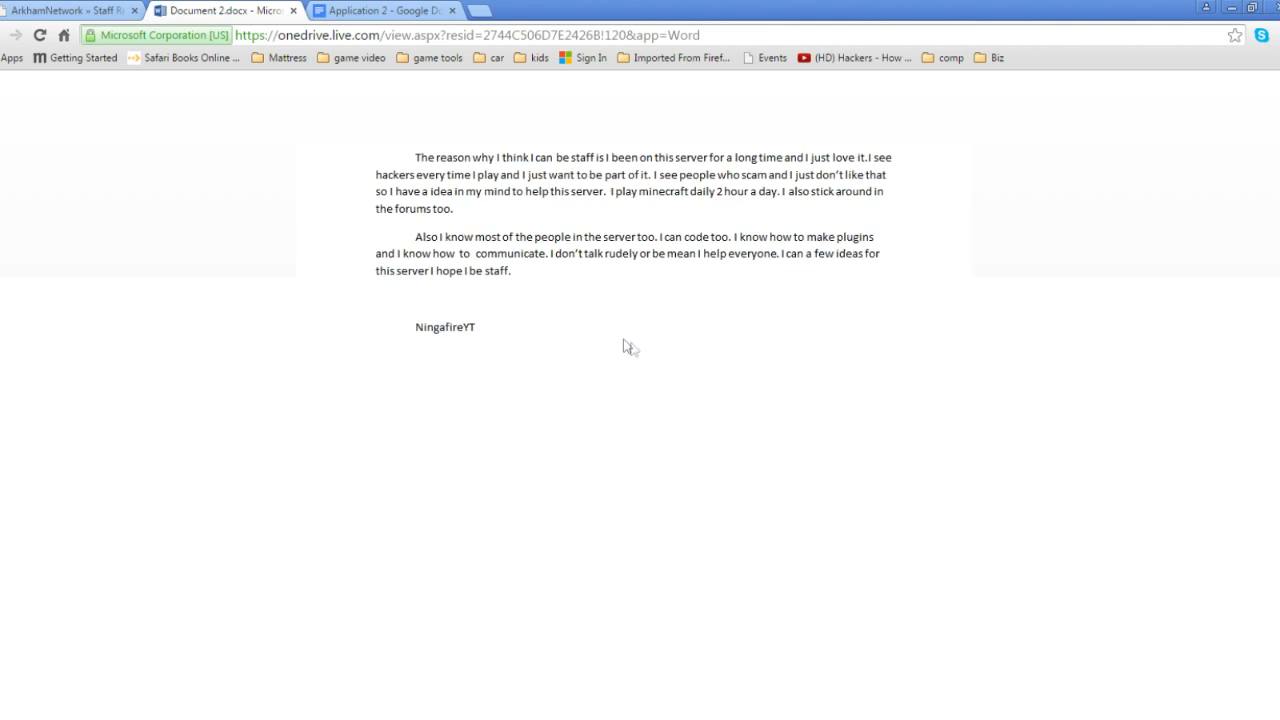 ArkhamNetwork » Staff R
Document 2.docx - Micro
Application 2 - Google Do
Microsoft Corporation [US] https://onedrive.live.com/view.aspx?resid=2744C506D7E2426B!120&app=Word
Apps Getting Started Safari Books Online ... Mattress game video game tools car kids Sign In Imported From Firef... Events (HD) Hackers - How ... comp Biz
The reason why I think I can be staff is I been on this server for a long time and I just love it.I see
hackers every time I play and I just want to be part of it. I see people who scam and I just don't like that
so I have a idea in my mind to help this server. I play minecraft daily 2 hour a day. I also stick around in
the forums too.
Also I know most of the people in the server too. I can code too. I know how to make plugins
and I know how to communicate. I don't talk rudely or be mean I help everyone. I can a few ideas for
this server I hope I be staff.
NingafireYT